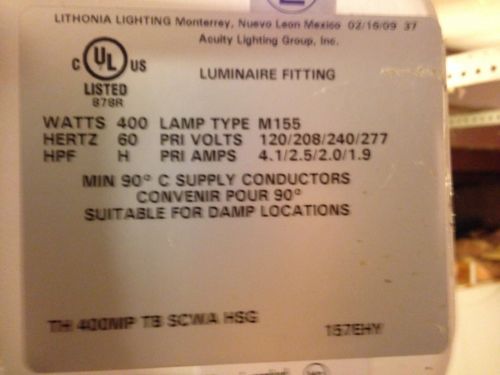 LITHONIA LIGHTING Monterrey, Nuevo Leon Mexico 02/16/09 37
Acuity Lighting Group, Inc.
C UL US
LISTED
878R
LUMINAIRE FITTING
WATTS 400 LAMP TYPE M155
HERTZ 60 PRI VOLTS 120/208/240/277
HPF H PRI AMPS 4.1/2.5/2.0/1.9
MIN 90° C SUPPLY CONDUCTORS
CONVENIR POUR 90°
SUITABLE FOR DAMP LOCATIONS
TH 400MP TB SCWA HSG
157EHY